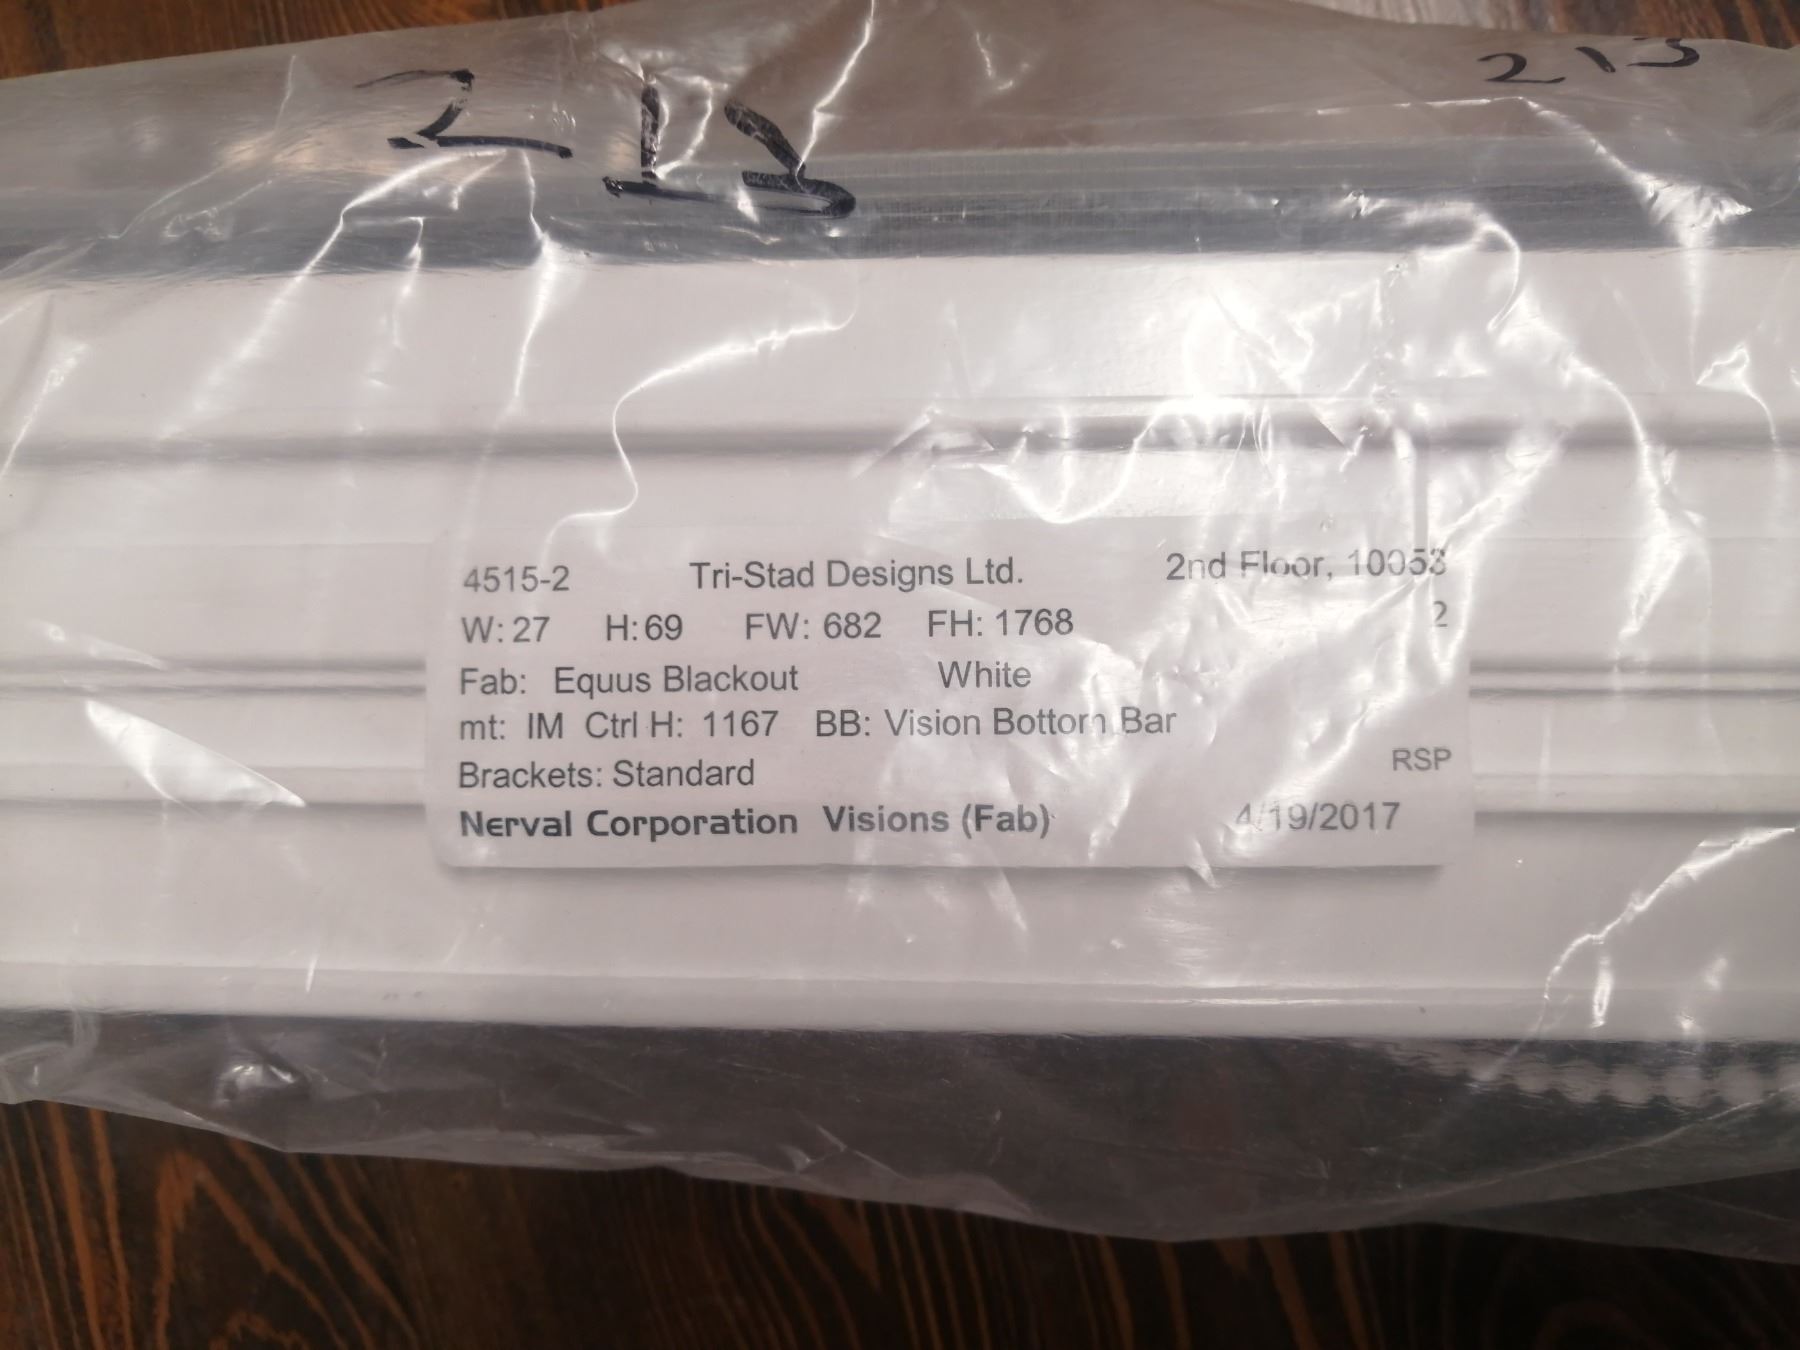 213
213
4515-2 Tri-Stad Designs Ltd. 2nd Floor, 10053
W: 27 H: 69 FW: 682 FH: 1768 2
Fab: Equus Blackout White
mt: IM Ctrl H: 1167 BB: Vision Bottom Bar
Brackets: Standard RSP
Nerval Corporation Visions (Fab) 4/19/2017